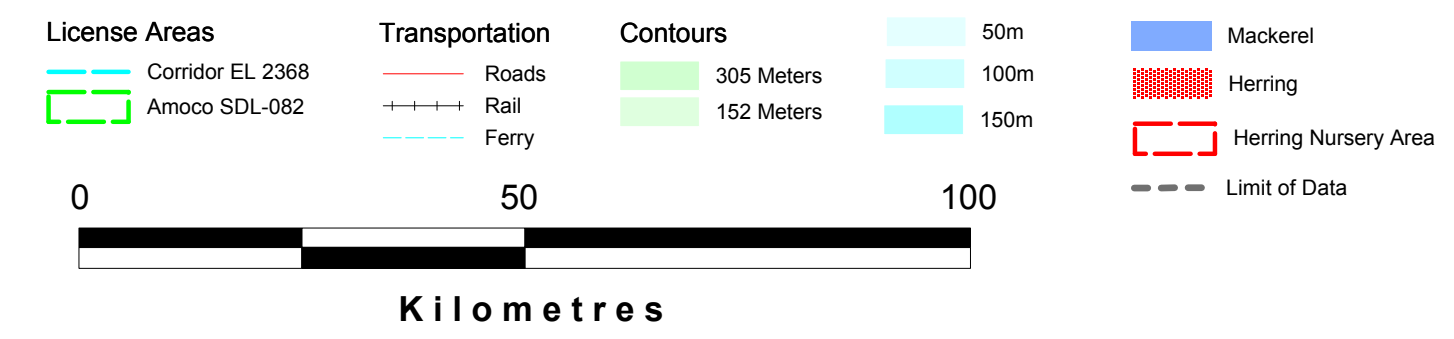 License Areas
Corridor EL 2368
Amoco SDL-082
Transportation
Roads
Rail
Ferry
Contours
305 Meters
152 Meters
50m
100m
150m
Mackerel
Herring
Herring Nursery Area
Limit of Data
0 50 100
Kilometres